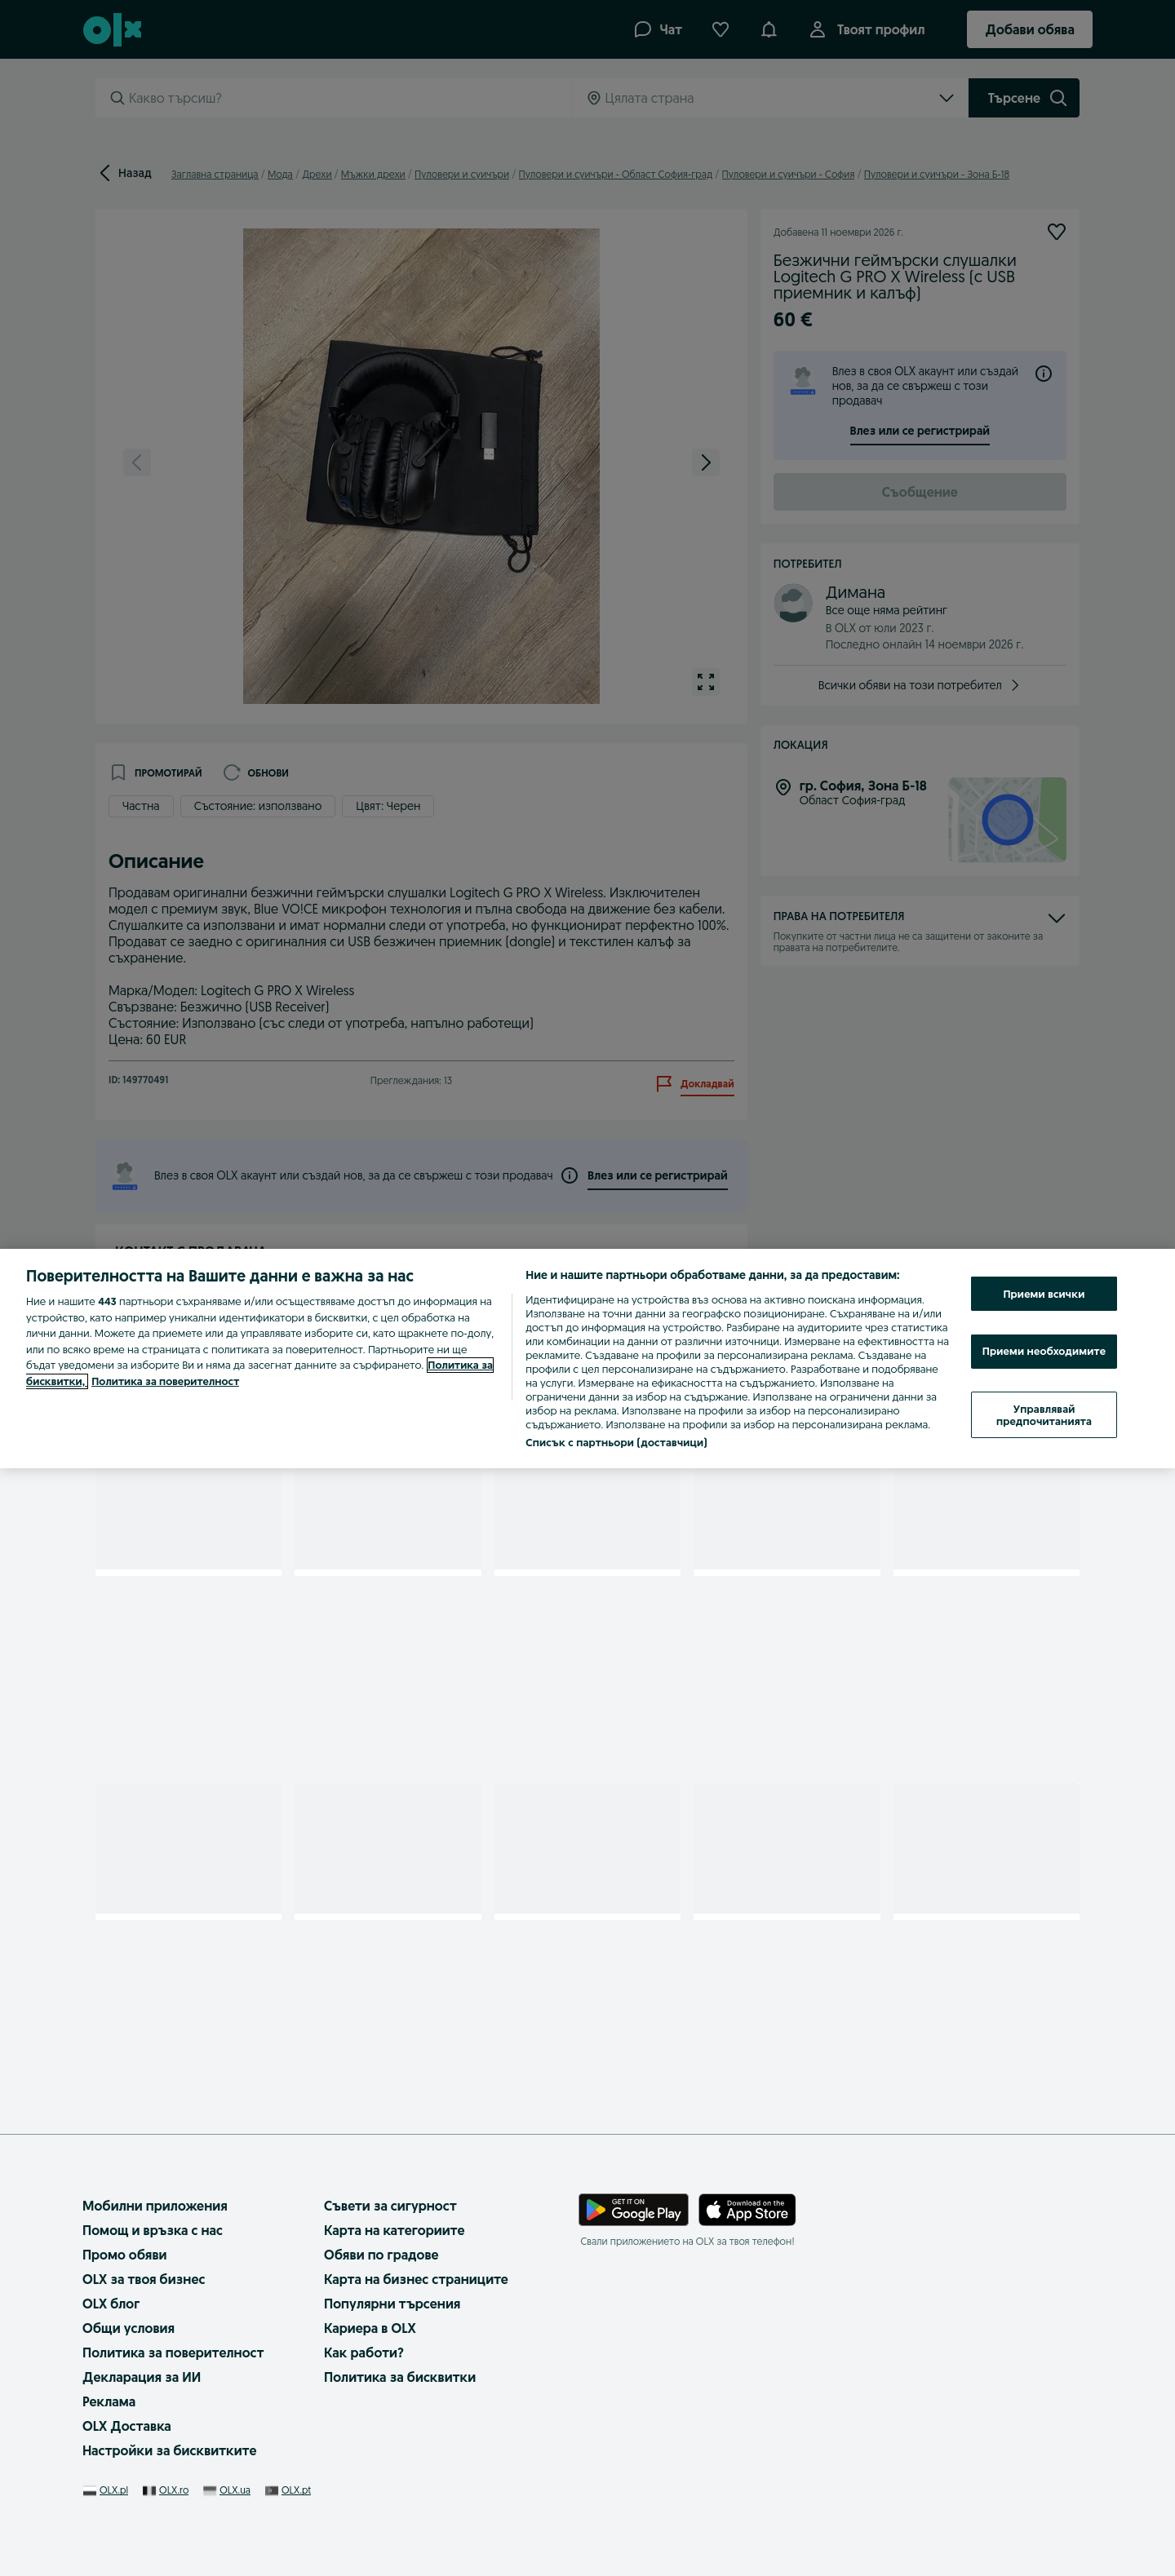 olx
Чат
Твоят профил
Добави обява
Какво търсиш?
Цялата страна
Търсене
Назад
Заглавна страница / Мода / Дрехи / Мъжки дрехи / Пуловери и суичъри / Пуловери и суичъри - Област София-град / Пуловери и суичъри - София / Пуловери и суичъри - Зона Б-18
Добавена 11 ноември 2026 г.
Безжични геймърски слушалки
Logitech G PRO X Wireless (с USB
приемник и калъф)
60 €
Влез в своя OLX акаунт или създай
нов, за да се свържеш с този
продавач
Влез или се регистрирай
Съобщение
ПОТРЕБИТЕЛ
Димана
Все още няма рейтинг
В OLX от юли 2023 г.
Последно онлайн 14 ноември 2026 г.
Всички обяви на този потребител
ЛОКАЦИЯ
гр. София, Зона Б-18
Област София-град
ПРАВА НА ПОТРЕБИТЕЛЯ
Покупките от частни лица не са защитени от законите за
правата на потребителите.
ПРОМОТИРАЙ
ОБНОВИ
Частна
Състояние: използвано
Цвят: Черен
Описание
Продавам оригинални безжични геймърски слушалки Logitech G PRO X Wireless. Изключителен
модел с премиум звук, Blue VO!CE микрофон технология и пълна свобода на движение без кабели.
Слушалките са използвани и имат нормални следи от употреба, но функционират перфектно 100%.
Продават се заедно с оригиналния си USB безжичен приемник (dongle) и текстилен калъф за
съхранение.
Марка/Модел: Logitech G PRO X Wireless
Свързване: Безжично (USB Receiver)
Състояние: Използвано (със следи от употреба, напълно работещи)
Цена: 60 EUR
ID: 149770491
Преглеждания: 13
Докладвай
Влез в своя OLX акаунт или създай нов, за да се свържеш с този продавач
Влез или се регистрирай
Поверителността на Вашите данни е важна за нас
Ние и нашите 443 партньори съхраняваме и/или осъществяваме достъп до информация на
устройство, като например уникални идентификатори в бисквитки, с цел обработка на
лични данни. Можете да приемете или да управлявате изборите си, като щракнете по-долу,
или по всяко време на страницата с политиката за поверителност. Партньорите ни ще
бъдат уведомени за изборите Ви и няма да засегнат данните за сърфирането. Политика за
бисквитки, Политика за поверителност
Ние и нашите партньори обработваме данни, за да предоставим:
Идентифициране на устройства въз основа на активно поискана информация.
Използване на точни данни за географско позициониране. Съхраняване на и/или
достъп до информация на устройство. Разбиране на аудиториите чрез статистика
или комбинации на данни от различни източници. Измерване на ефективността на
рекламите. Създаване на профили за персонализирана реклама. Създаване на
профили с цел персонализиране на съдържанието. Разработване и подобряване
на услуги. Измерване на ефикасността на съдържанието. Използване на
ограничени данни за избор на съдържание. Използване на ограничени данни за
избор на реклама. Използване на профили за избор на персонализирано
съдържанието. Използване на профили за избор на персонализирана реклама.
Списък с партньори (доставчици)
Приеми всички
Приеми необходимите
Управлявай
предпочитанията
Мобилни приложения
Помощ и връзка с нас
Промо обяви
OLX за твоя бизнес
OLX блог
Общи условия
Политика за поверителност
Декларация за ИИ
Реклама
OLX Доставка
Настройки за бисквитките
Съвети за сигурност
Карта на категориите
Обяви по градове
Карта на бизнес страниците
Популярни търсения
Кариера в OLX
Как работи?
Политика за бисквитки
GET IT ON
Google Play
Download on the
App Store
Свали приложението на OLX за твоя телефон!
OLX.pl
OLX.ro
OLX.ua
OLX.pt